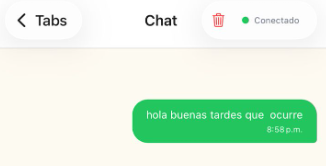 Tabs Chat Conectado
hola buenas tardes que  ocurre
8:58 p.m.